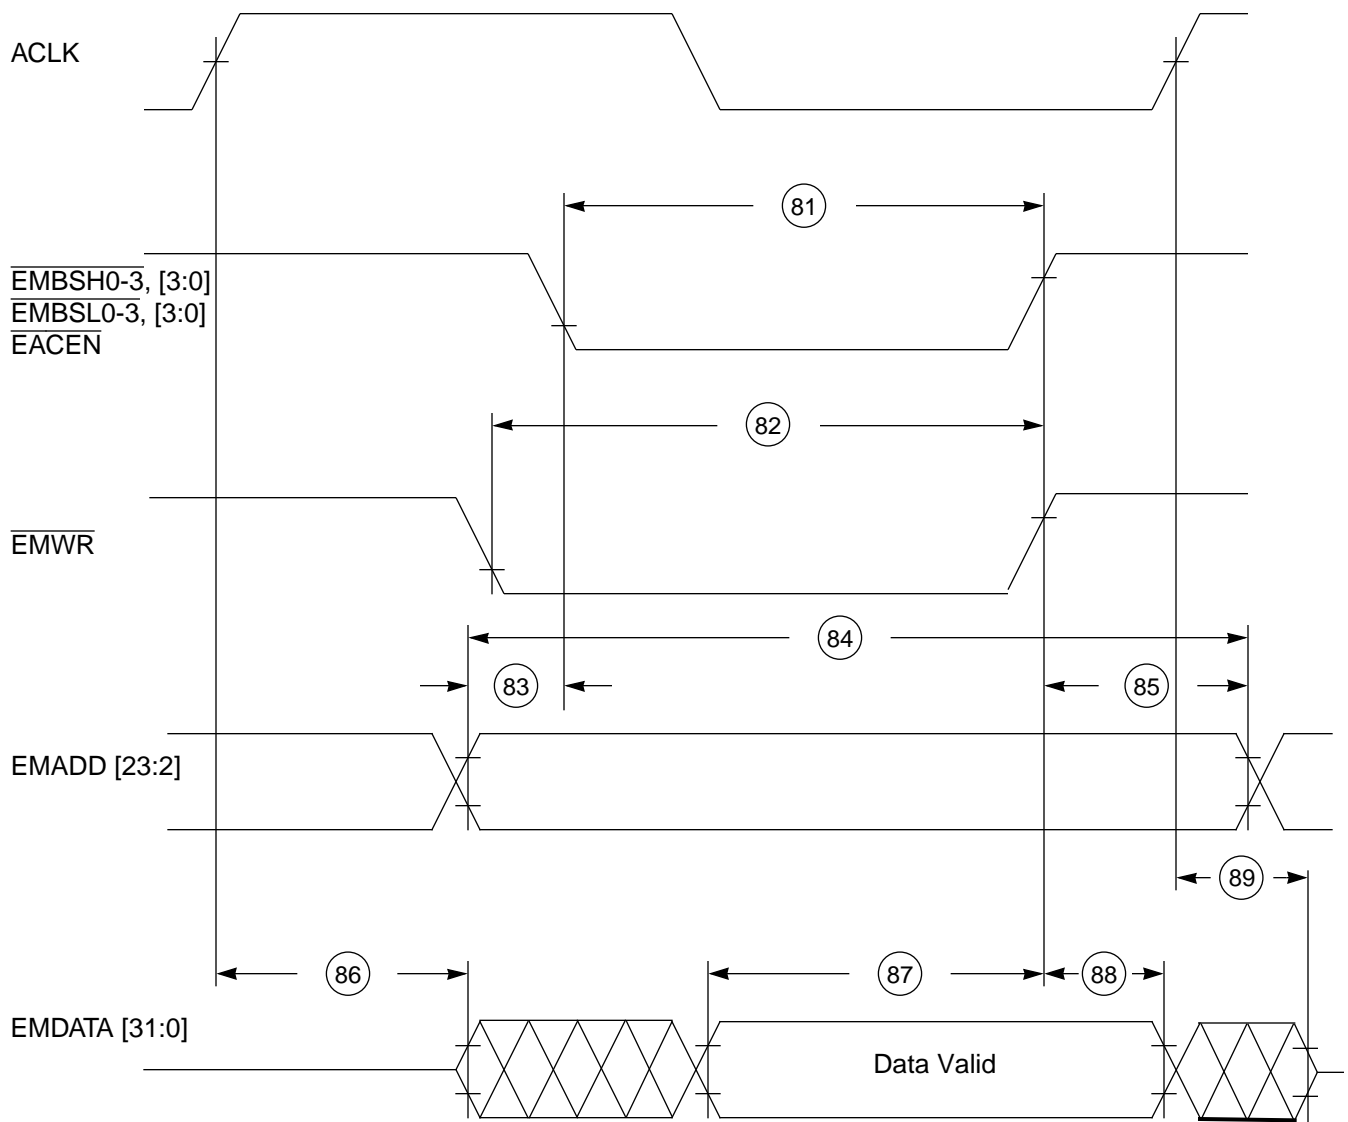 ACLK
81
EMBSH0-3, [3:0]
EMBSL0-3, [3:0]
EACEN
82
EMWR
84
83
85
EMADD [23:2]
89
86
87
88
EMDATA [31:0]
Data Valid